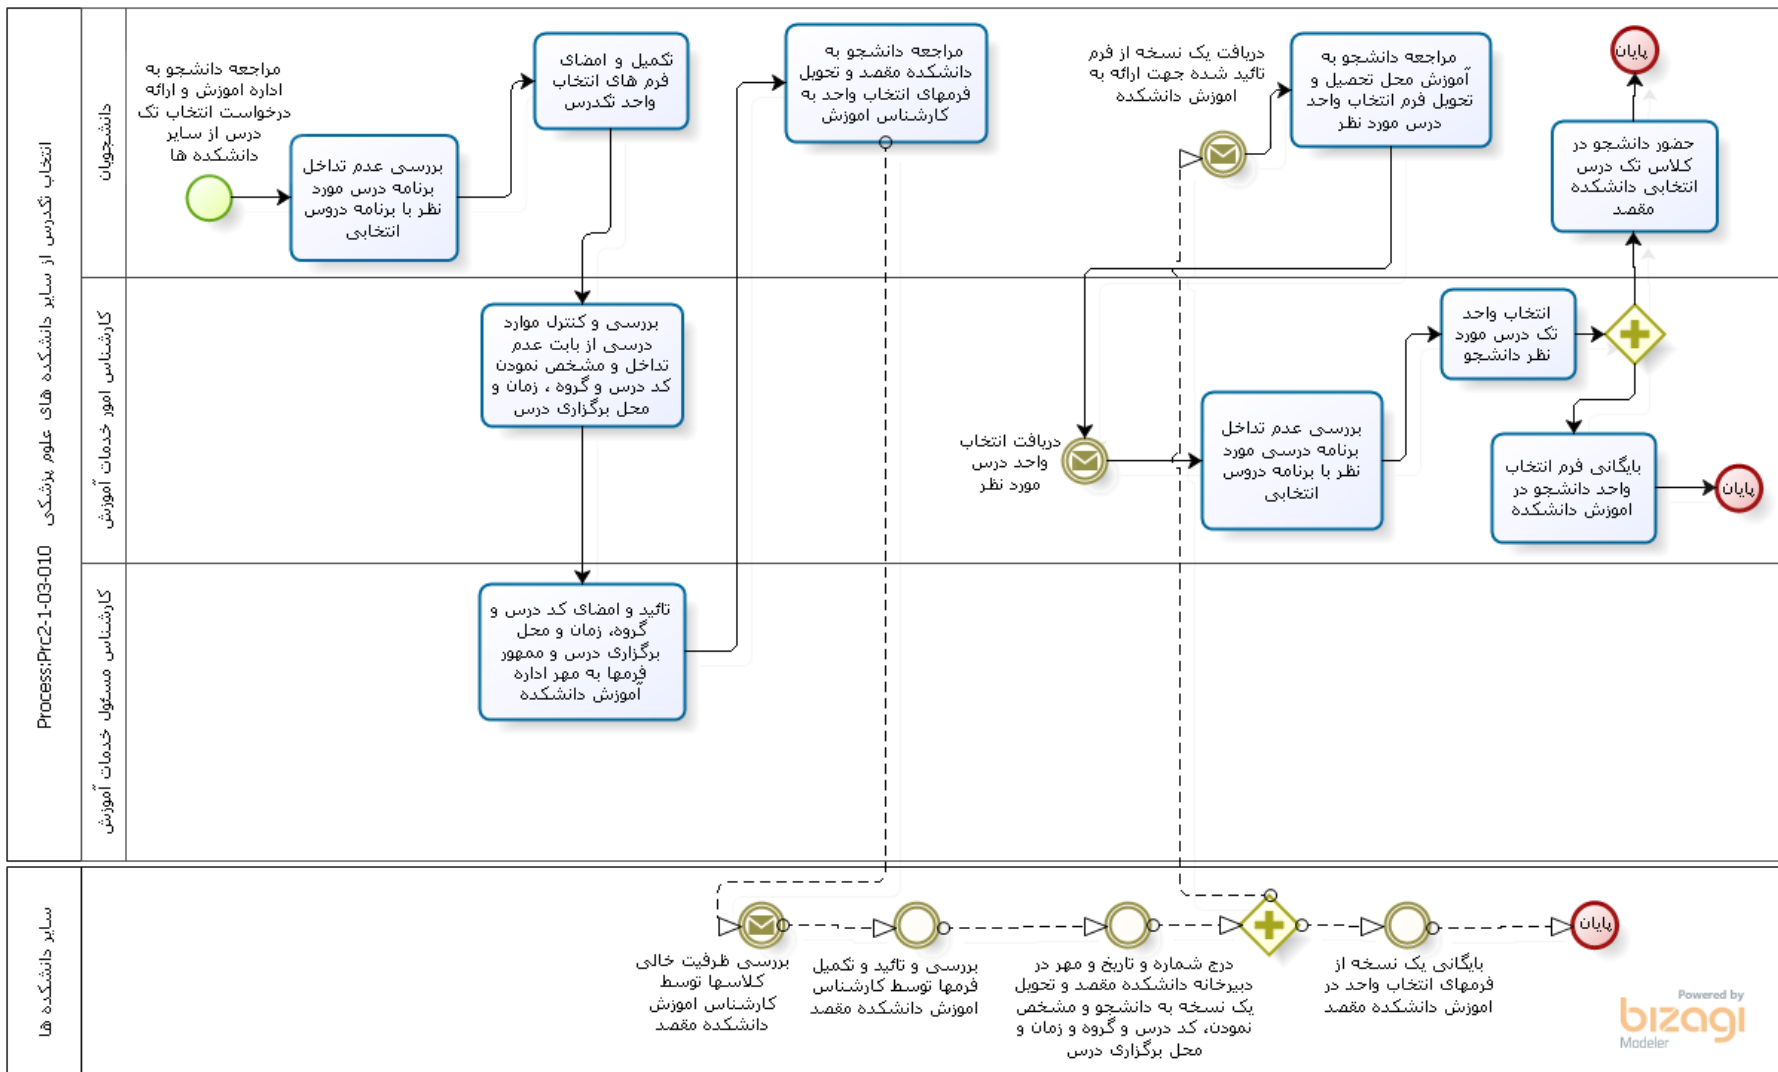 انتخاب تکدرس از سایر دانشکده های علوم پزشکی
Process:Prc2-1-03-010
دانشجویان
مراجعه دانشجو به
اداره اموزش و ارائه
درخواست انتخاب تک
درس از سایر
دانشکده ها
بررسی عدم تداخل
برنامه درس مورد
نظر با برنامه دروس
انتخابی
تکمیل و امضای
فرم های انتخاب
واحد تکدرس
مراجعه دانشجو به
دانشکده مقصد و تحویل
فرمهای انتخاب واحد به
کارشناس اموزش
دریافت یک نسخه از فرم
تائید شده جهت ارائه به
اموزش دانشکده
مراجعه دانشجو به
آموزش محل تحصیل و
تحویل فرم انتخاب واحد
درس مورد نظر
پایان
حضور دانشجو در
کلاس تک درس
انتخابی دانشکده
مقصد
کارشناس امور خدمات آموزش
بررسی و کنترل موارد
درسی از بابت عدم
تداخل و مشخص نمودن
کد درس و گروه ، زمان و
محل برگزاری درس
دریافت انتخاب
واحد درس
مورد نظر
بررسی عدم تداخل
برنامه درسی مورد
نظر با برنامه دروس
انتخابی
انتخاب واحد
تک درس مورد
نظر دانشجو
بایگانی فرم انتخاب
واحد دانشجو در
اموزش دانشکده
پایان
کارشناس مسئول خدمات آموزش
تائید و امضای کد درس و
گروه، زمان و محل
برگزاری درس و ممهور
فرمها به مهر اداره
آموزش دانشکده
سایر دانشکده ها
بررسی ظرفیت خالی
کلاسها توسط
کارشناس اموزش
دانشکده مقصد
بررسی و تائید و تکمیل
فرمها توسط کارشناس
اموزش دانشکده مقصد
درج شماره و تاریخ و مهر در
دبیرخانه دانشکده مقصد و تحویل
یک نسخه به دانشجو و مشخص
نمودن، کد درس و گروه و زمان و
محل برگزاری درس
بایگانی یک نسخه از
فرمهای انتخاب واحد در
اموزش دانشکده مقصد
پایان
Powered by
bizagi
Modeler